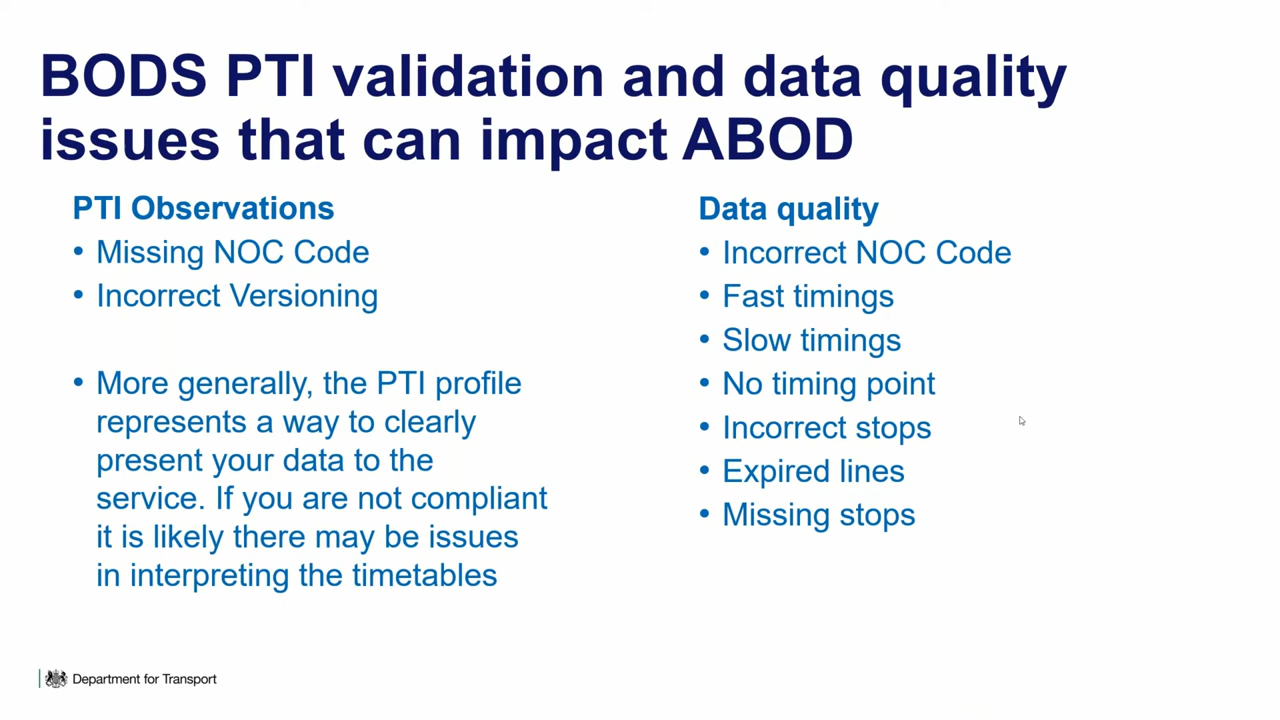 BODS PTI validation and data quality
issues that can impact ABOD
PTI Observations
• Missing NOC Code
• Incorrect Versioning
• More generally, the PTI profile
represents a way to clearly
present your data to the
service. If you are not compliant
it is likely there may be issues
in interpreting the timetables
Data quality
• Incorrect NOC Code
• Fast timings
• Slow timings
• No timing point
• Incorrect stops
• Expired lines
• Missing stops
Department for Transport